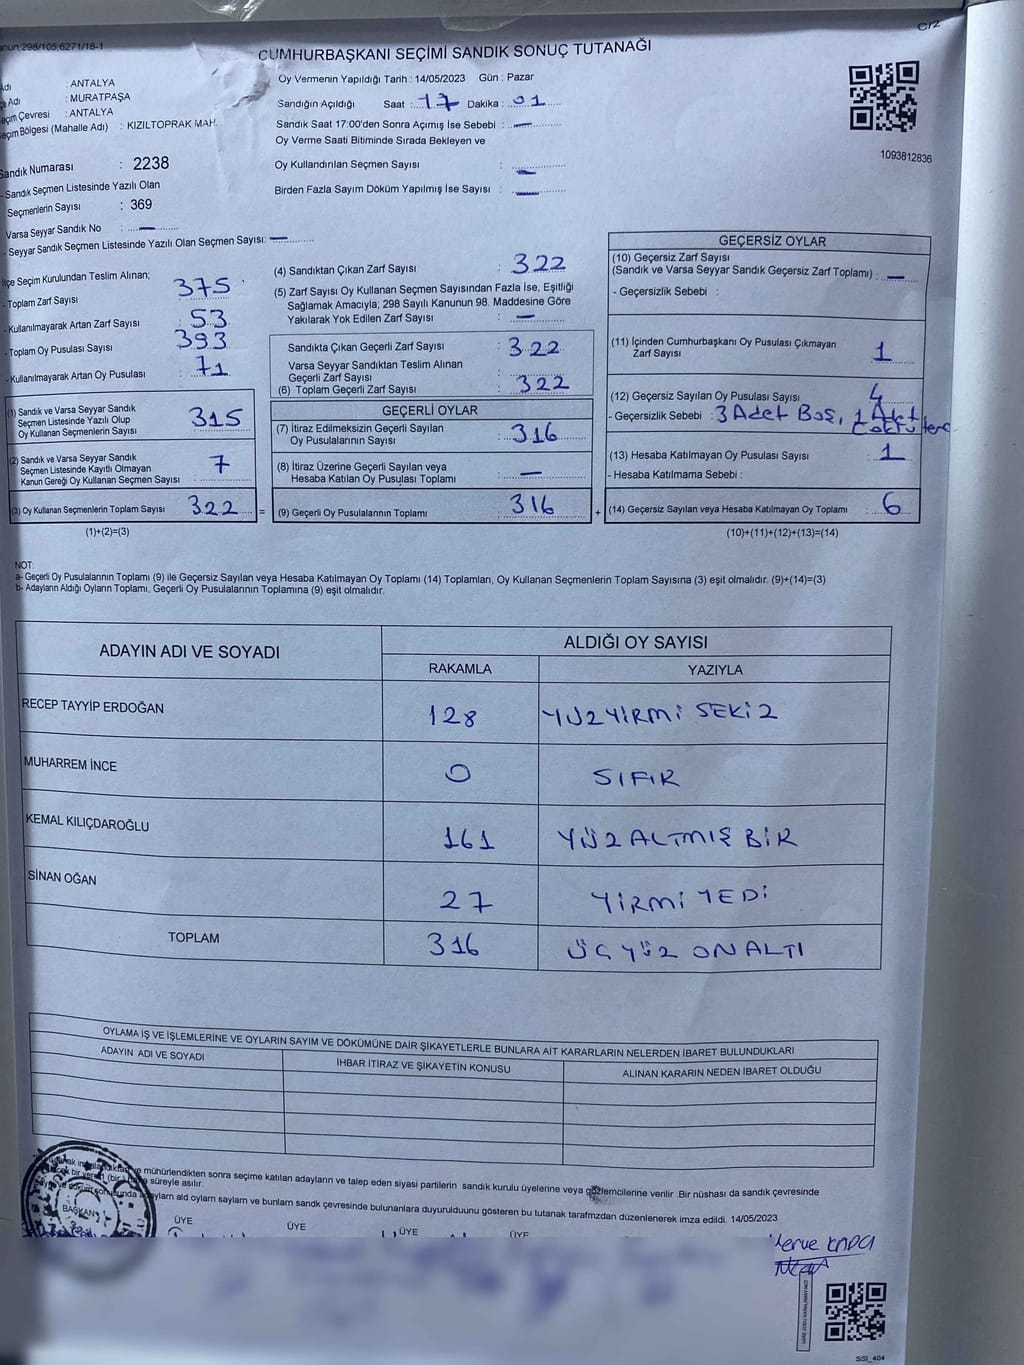 298/105,6271/18-1
C/2
CUMHURBAŞKANI SEÇİMİ SANDIK SONUÇ TUTANAĞI
: ANTALYA
Adı : MURATPAŞA
Seçim Çevresi : ANTALYA
Seçim Bölgesi (Mahalle Adı) : KIZILTOPRAK MAH.
Sandık Numarası : 2238
- Sandık Seçmen Listesinde Yazılı Olan
Seçmenlerin Sayısı : 369
Varsa Seyyar Sandık No : —
- Seyyar Sandık Seçmen Listesinde Yazılı Olan Seçmen Sayısı: —
Oy Vermenin Yapıldığı Tarih : 14/05/2023 Gün : Pazar
Sandığın Açıldığı Saat : 17 Dakika : 01
Sandık Saat 17:00'den Sonra Açımış İse Sebebi : —
Oy Verme Saati Bitiminde Sırada Bekleyen ve
Oy Kullandırılan Seçmen Sayısı : —
Birden Fazla Sayım Döküm Yapılmış İse Sayısı : —
1093812836
İlçe Seçim Kurulundan Teslim Alınan;
- Toplam Zarf Sayısı 375
- Kullanılmayarak Artan Zarf Sayısı 53
- Toplam Oy Pusulası Sayısı 393
- Kullanılmayarak Artan Oy Pusulası : 71
(1) Sandık ve Varsa Seyyar Sandık
Seçmen Listesinde Yazılı Olup
Oy Kullanan Seçmenlerin Sayısı 315
(2) Sandık ve Varsa Seyyar Sandık
Seçmen Listesinde Kayıtlı Olmayan
Kanun Gereği Oy Kullanan Seçmen Sayısı : 7
(3) Oy Kullanan Seçmenlerin Toplam Sayısı 322 =
(1)+(2)=(3)
(4) Sandıktan Çıkan Zarf Sayısı : 322
(5) Zarf Sayısı Oy Kullanan Seçmen Sayısından Fazla İse, Eşitliği
Sağlamak Amacıyla; 298 Sayılı Kanunun 98. Maddesine Göre
Yakılarak Yok Edilen Zarf Sayısı : —
Sandıkta Çıkan Geçerli Zarf Sayısı : 322
Varsa Seyyar Sandıktan Teslim Alınan
Geçerli Zarf Sayısı :
(6) Toplam Geçerli Zarf Sayısı : 322
GEÇERLİ OYLAR
(7) İtiraz Edilmeksizin Geçerli Sayılan
Oy Pusulalarının Sayısı : 316
(8) İtiraz Üzerine Geçerli Sayılan veya
Hesaba Katılan Oy Pusulası Toplamı : —
(9) Geçerli Oy Pusulalarının Toplamı : 316 +
GEÇERSİZ OYLAR
(10) Geçersiz Zarf Sayısı
(Sandık ve Varsa Seyyar Sandık Geçersiz Zarf Toplamı) : —
- Geçersizlik Sebebi :
(11) İçinden Cumhurbaşkanı Oy Pusulası Çıkmayan
Zarf Sayısı : 1
(12) Geçersiz Sayılan Oy Pusulası Sayısı : 4
- Geçersizlik Sebebi : 3 Adet Boş, 1 Adet
(13) Hesaba Katılmayan Oy Pusulası Sayısı : 1
- Hesaba Katılmama Sebebi :
(14) Geçersiz Sayılan veya Hesaba Katılmayan Oy Toplamı : 6
(10)+(11)+(12)+(13)=(14)
NOT:
a- Geçerli Oy Pusulalarının Toplamı (9) ile Geçersiz Sayılan veya Hesaba Katılmayan Oy Toplamı (14) Toplamları, Oy Kullanan Seçmenlerin Toplam Sayısına (3) eşit olmalıdır. (9)+(14)=(3)
b- Adayların Aldığı Oyların Toplamı, Geçerli Oy Pusulalarının Toplamına (9) eşit olmalıdır.
ADAYIN ADI VE SOYADI ALDIĞI OY SAYISI
RAKAMLA YAZIYLA
RECEP TAYYİP ERDOĞAN 128 YÜZYİRMİ SEKİZ
MUHARREM İNCE 0 SIFIR
KEMAL KILIÇDAROĞLU 161 YÜZ ALTMIŞ BİR
SİNAN OĞAN 27 YİRMİ YEDİ
TOPLAM 316 ÜÇ YÜZ ONALTI
OYLAMA İŞ VE İŞLEMLERİNE VE OYLARIN SAYIM VE DÖKÜMÜNE DAİR ŞİKAYETLERLE BUNLARA AİT KARARLARIN NELERDEN İBARET BULUNDUKLARI
ADAYIN ADI VE SOYADI İHBAR İTİRAZ VE ŞİKAYETİN KONUSU ALINAN KARARIN NEDEN İBARET OLDUĞU
mühürlendikten sonra seçime katılan adayların ve talep eden siyasi partilerin sandık kurulu üyelerine veya gözlemcilerine verilir .Bir nüshası da sandık çevresinde
bir yere (bir) süreyle asılır.
adayların ald oyların sayların ve bunların sandk çevresinde bulunanlara duyurulduunu gösteren bu tutanak tarafmzdan düzenlenerek imza edildi. 14/05/2023
BAŞKAN
ÜYE ÜYE ÜYE ÜYE
Merve
SSI_404